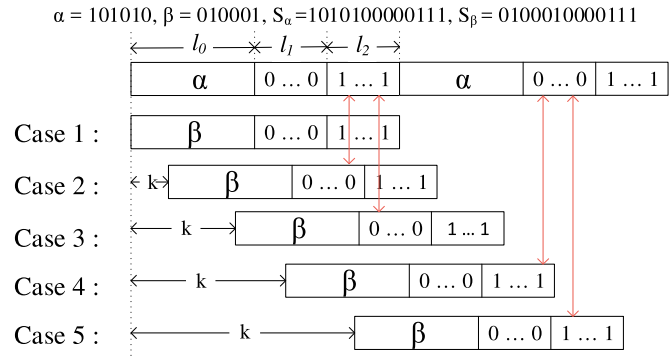 α = 101010, β = 010001, Sα=1010100000111, Sβ= 0100010000111
l0 l1 l2
α 0 ... 0 1 ... 1 α 0 ... 0 1 ... 1
Case 1 : β 0 ... 0 1 ... 1
Case 2 : k β 0 ... 0 1 ... 1
Case 3 : k β 0 ... 0 1 ... 1
Case 4 : k β 0 ... 0 1 ... 1
Case 5 : k β 0 ... 0 1 ... 1